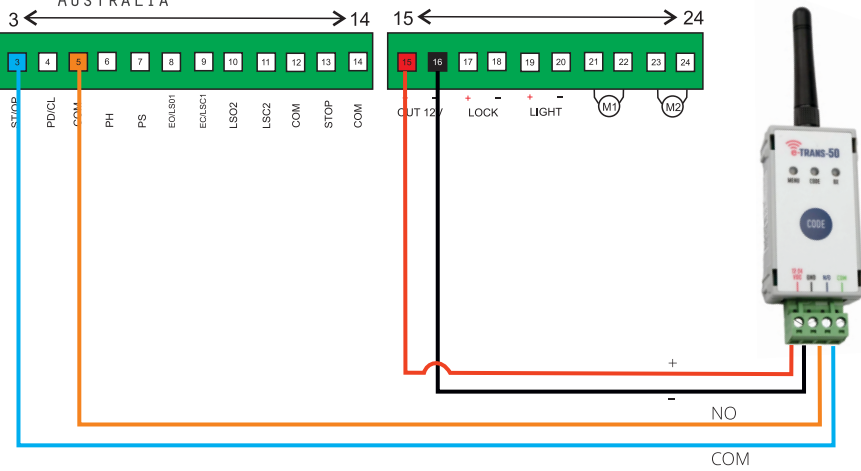 AUSTRALIA
3 14 15 24
3 4 5 6 7 8 9 10 11 12 13 14 15 16 17 18 19 20 21 22 23 24
ST/OP PD/CL COM PH PS EO/LSO1 EC/LSC1 LSO2 LSC2 COM STOP COM
OUT 12V
+ - + -
LOCK LIGHT M1 M2
e-TRANS-50
MENU CODE
CODE
VDC GND N/O COM
+
-
NO
COM